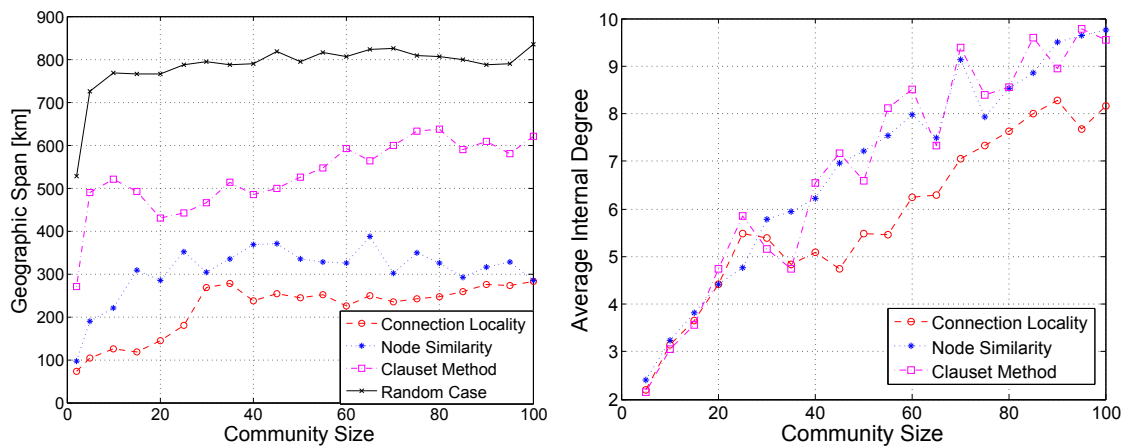 900
800
700
600
500
400
300
200
100
0
0 20 40 60 80 100
Geographic Span [km]
Community Size
Connection Locality
Node Similarity
Clauset Method
Random Case
10
9
8
7
6
5
4
3
2
0 20 40 60 80 100
Average Internal Degree
Community Size
Connection Locality
Node Similarity
Clauset Method